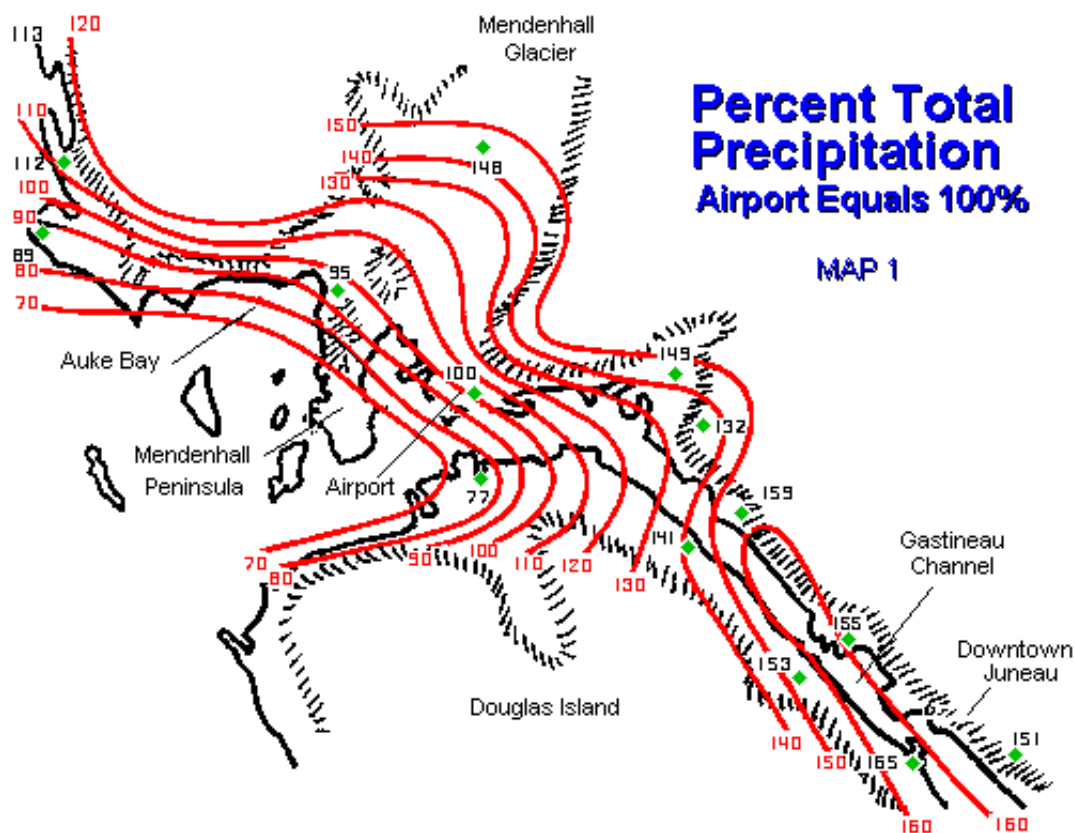 113
120
Mendenhall
Glacier
Percent Total
Precipitation
Airport Equals 100%
MAP 1
110
150
112
140
148
100
130
90
89
95
80
70
Auke Bay
149
100
132
Mendenhall
Peninsula
Airport
77
159
141
Gastineau
Channel
70
80
90
100
110
120
130
155
Downtown
Juneau
153
Douglas Island
140
151
150
165
160
160